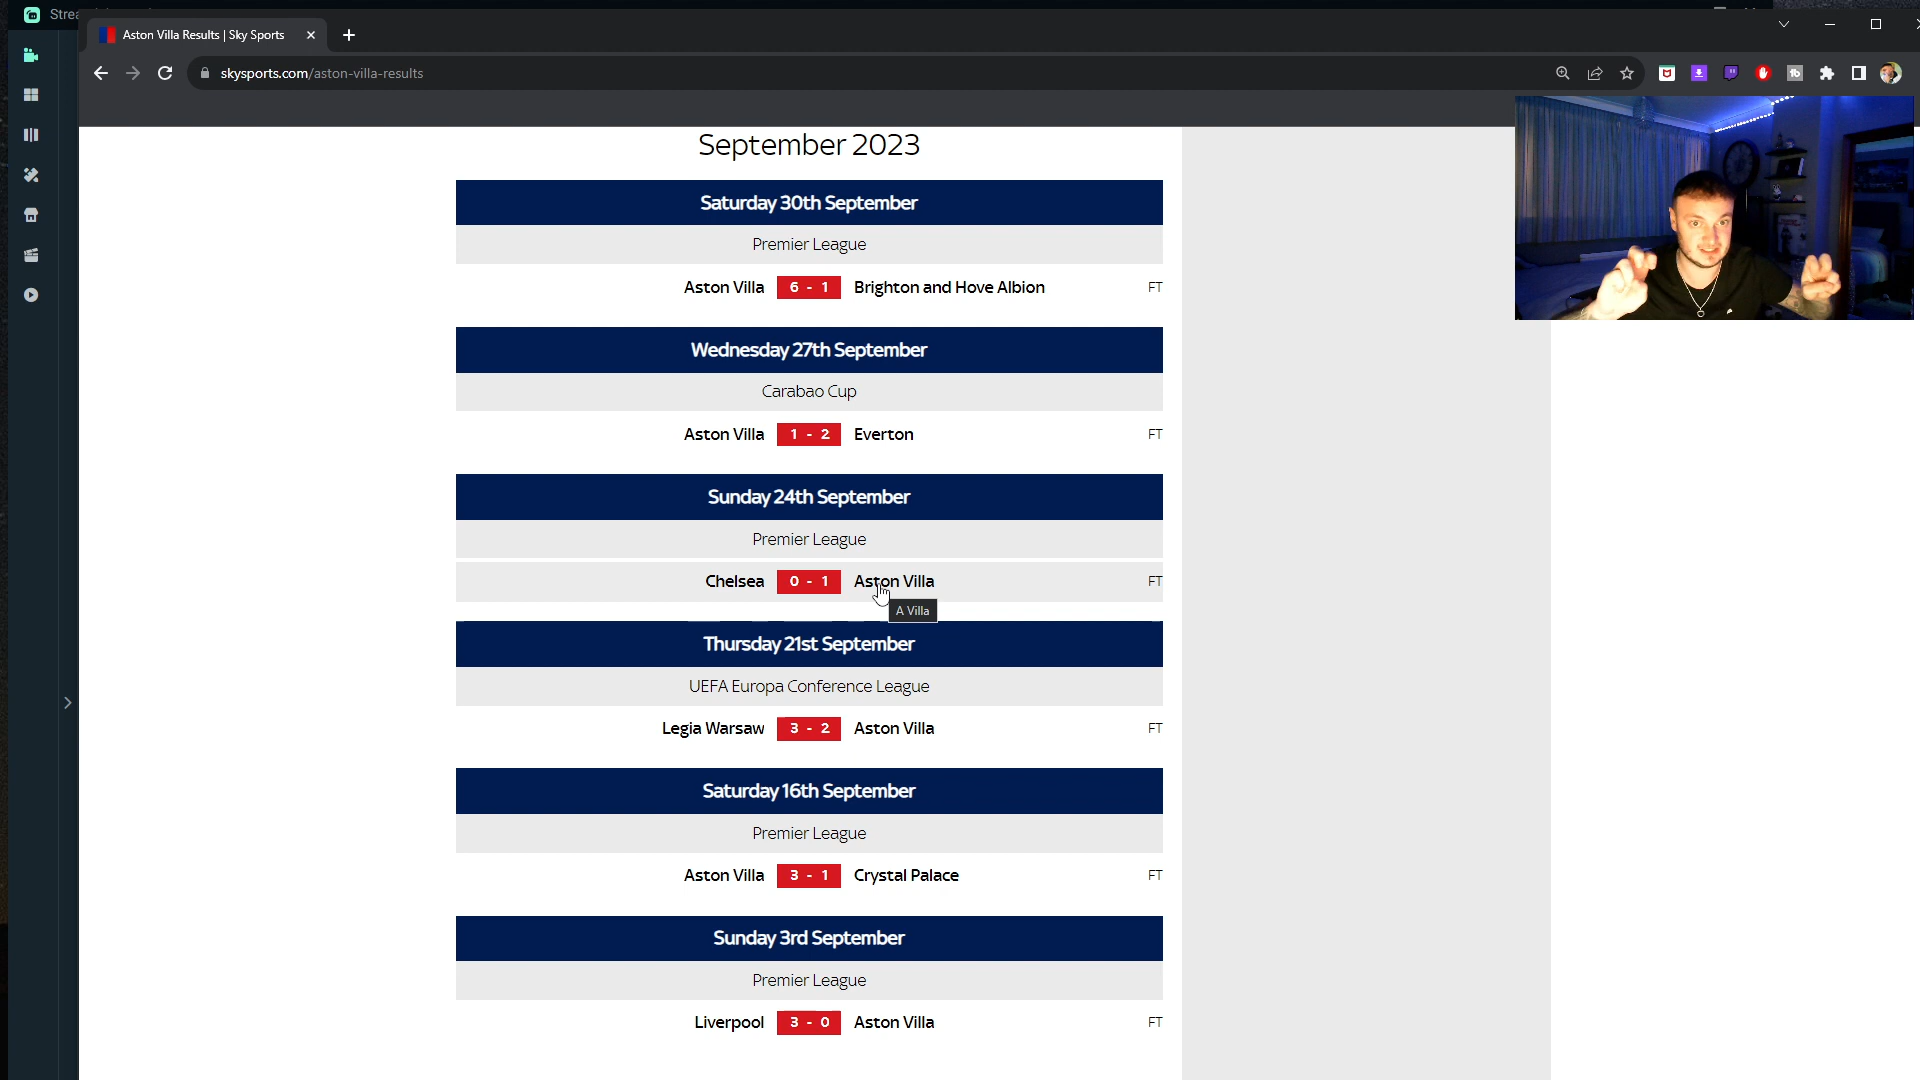 Strea
Aston Villa Results | Sky Sports
skysports.com/aston-villa-results
September 2023
Saturday 30th September
Premier League
Aston Villa 6 - 1 Brighton and Hove Albion FT
Wednesday 27th September
Carabao Cup
Aston Villa 1 - 2 Everton FT
Sunday 24th September
Premier League
Chelsea 0 - 1 Aston Villa FT
A Villa
Thursday 21st September
UEFA Europa Conference League
Legia Warsaw 3 - 2 Aston Villa FT
Saturday 16th September
Premier League
Aston Villa 3 - 1 Crystal Palace FT
Sunday 3rd September
Premier League
Liverpool 3 - 0 Aston Villa FT